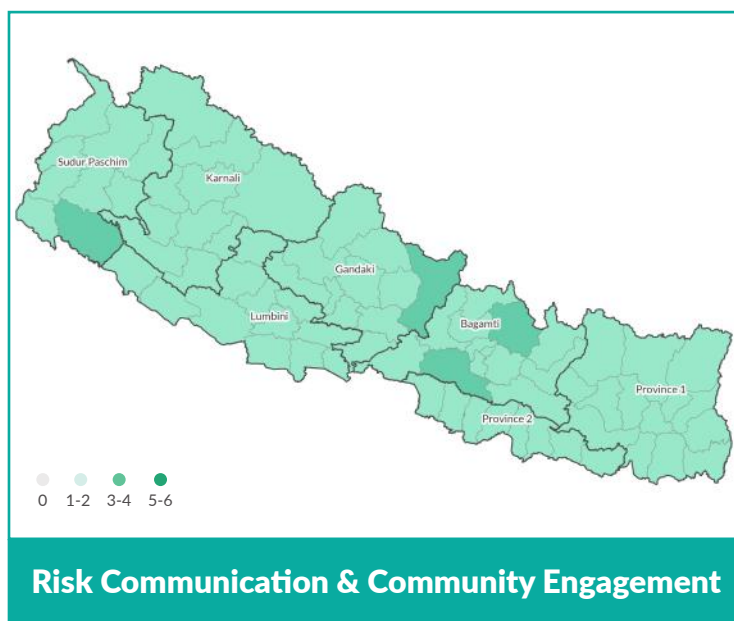 Sudur Paschim
Karnali
Gandaki
Lumbini
Bagamti
Province 1
Province 2
0 1-2 3-4 5-6
Risk Communication & Community Engagement